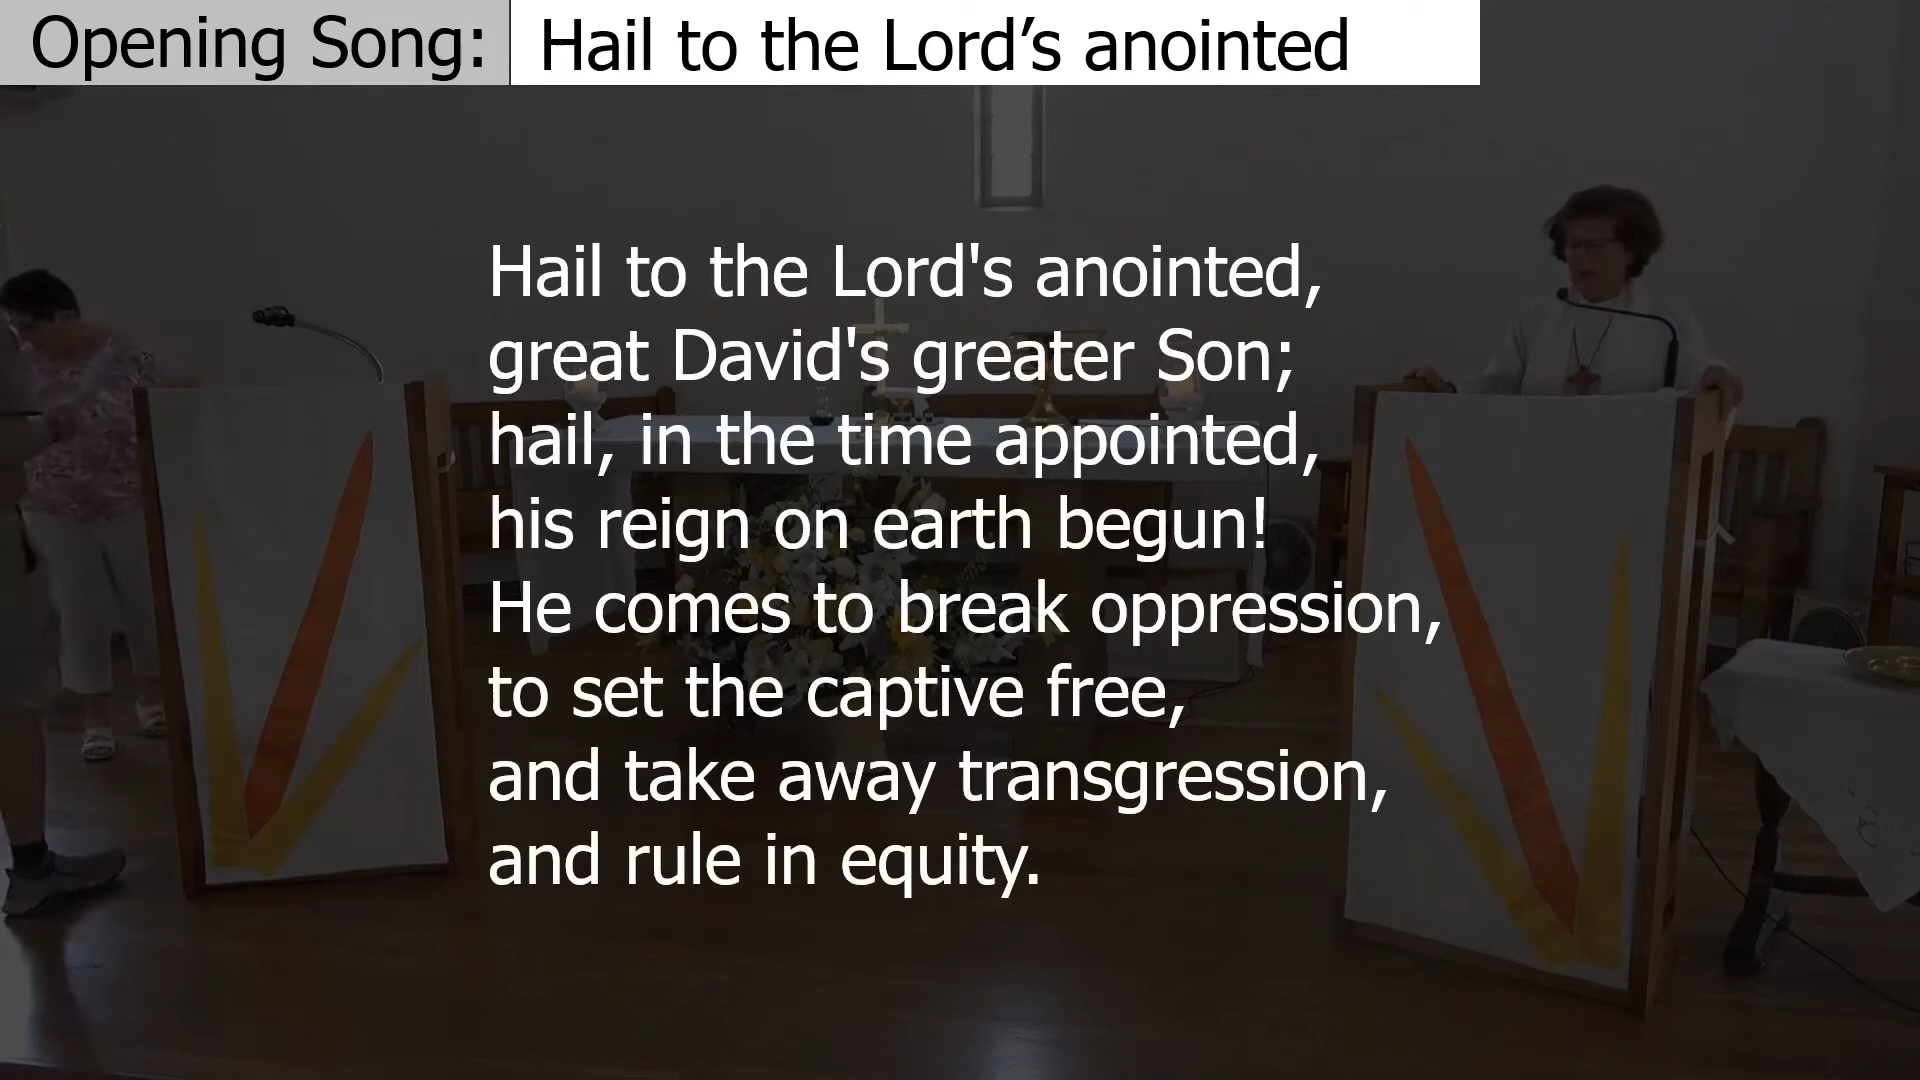 Opening Song: Hail to the Lord’s anointed
Hail to the Lord's anointed,
great David's greater Son;
hail, in the time appointed,
his reign on earth begun!
He comes to break oppression,
to set the captive free,
and take away transgression,
and rule in equity.